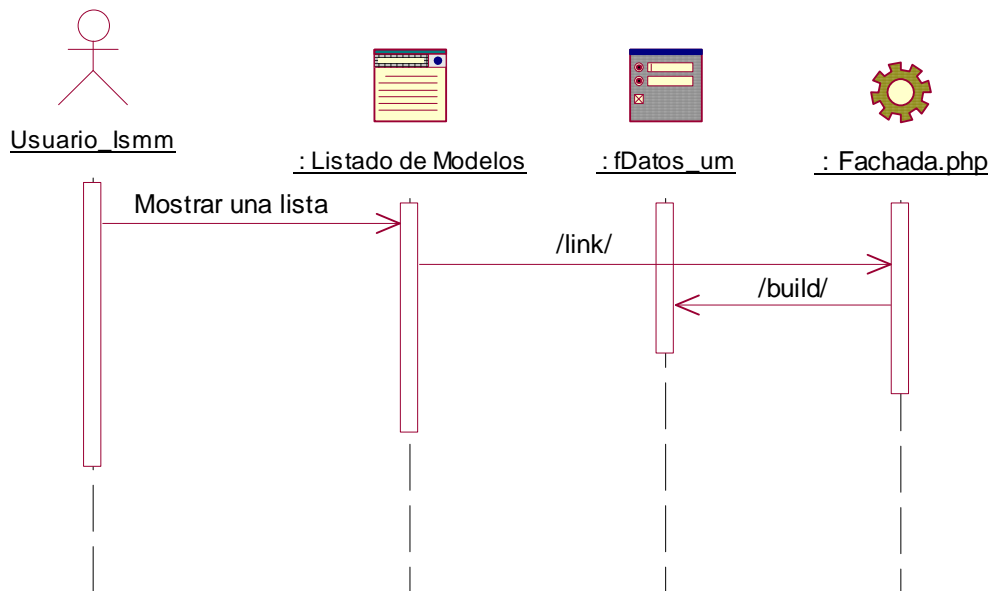 Usuario_Ismm
: Listado de Modelos
: fDatos_um
: Fachada.php
Mostrar una lista
/link/
/build/